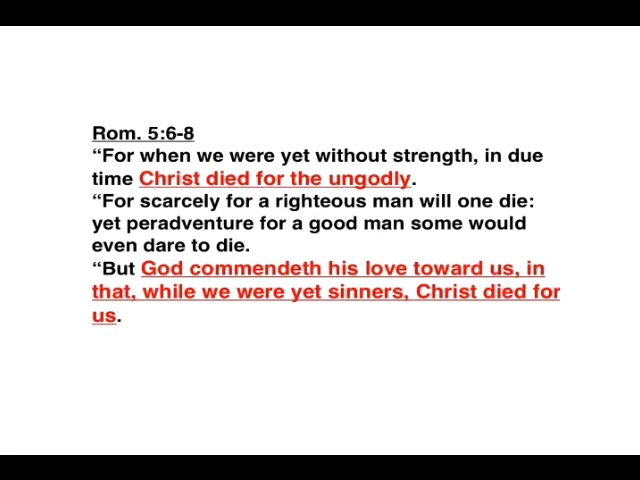 Rom. 5:6-8
“For when we were yet without strength, in due
time Christ died for the ungodly.
“For scarcely for a righteous man will one die:
yet peradventure for a good man some would
even dare to die.
“But God commendeth his love toward us, in
that, while we were yet sinners, Christ died for
us.